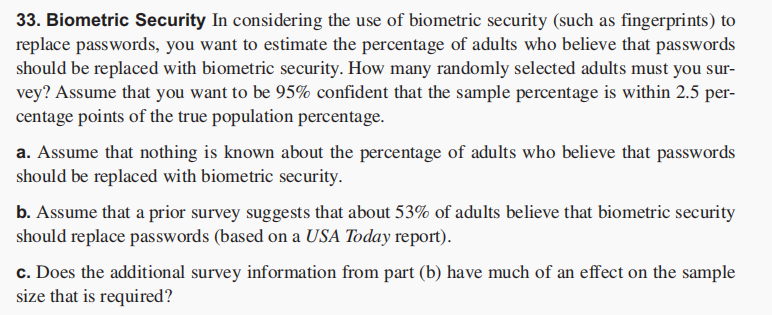 33. Biometric Security In considering the use of biometric security (such as fingerprints) to
replace passwords, you want to estimate the percentage of adults who believe that passwords
should be replaced with biometric security. How many randomly selected adults must you sur-
vey? Assume that you want to be 95% confident that the sample percentage is within 2.5 per-
centage points of the true population percentage.
a. Assume that nothing is known about the percentage of adults who believe that passwords
should be replaced with biometric security.
b. Assume that a prior survey suggests that about 53% of adults believe that biometric security
should replace passwords (based on a USA Today report).
c. Does the additional survey information from part (b) have much of an effect on the sample
size that is required?